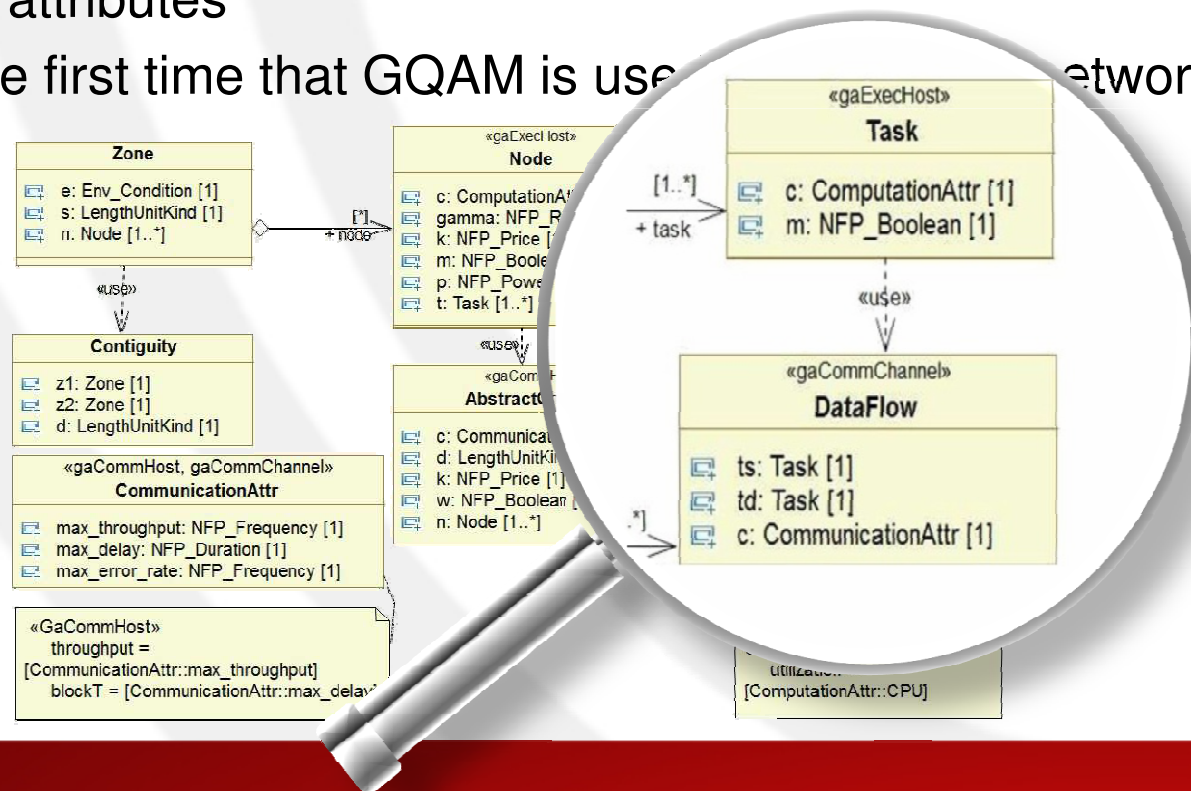 attributes
e first time that GQAM is use etwor
Zone
e: Env_Condition [1]
s: LengthUnitKind [1]
n: Node [1..*]
[*]
+ node
«use»
Contiguity
z1: Zone [1]
z2: Zone [1]
d: LengthUnitKind [1]
«gaCommHost, gaCommChannel»
CommunicationAttr
max_throughput: NFP_Frequency [1]
max_delay: NFP_Duration [1]
max_error_rate: NFP_Frequency [1]
«GaCommHost»
throughput =
[CommunicationAttr::max_throughput]
blockT = [CommunicationAttr::max_delay]
«gaExecHost»
Node
c: ComputationAt
gamma: NFP_R
k: NFP_Price [
m: NFP_Boole
p: NFP_Powe
t: Task [1..*]
«use»
«gaCom
Abstract
c: Communicat
d: LengthUnitKi
k: NFP_Price [1]
w: NFP_Boolean
n: Node [1..*]
«gaExecHost»
Task
c: ComputationAttr [1]
m: NFP_Boolean [1]
[1..*]
+ task
«use»
«gaCommChannel»
DataFlow
ts: Task [1]
td: Task [1]
c: CommunicationAttr [1]
.*]
utilization
[ComputationAttr::CPU]